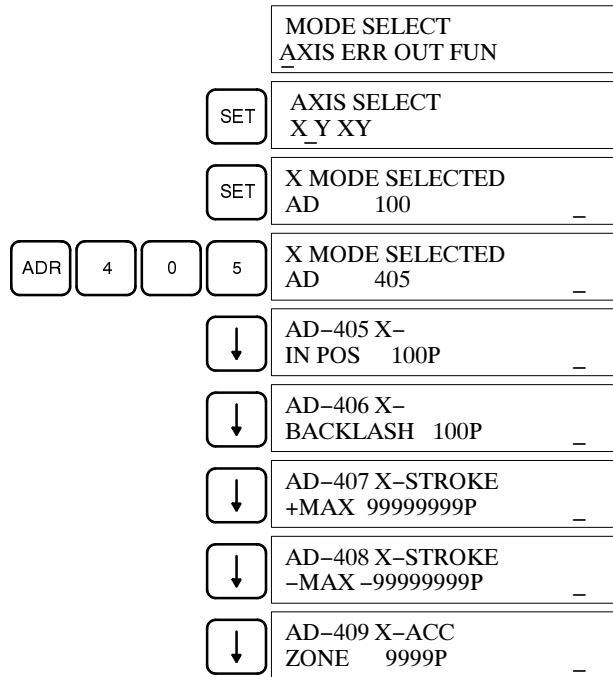 MODE SELECT
AXIS ERR OUT FUN
SET
AXIS SELECT
X Y XY
SET
X MODE SELECTED
AD 100 _
ADR 4 0 5
X MODE SELECTED
AD 405 _
↓
AD−405 X-
IN POS 100P _
↓
AD−406 X−
BACKLASH 100P _
↓
AD−407 X−STROKE
+MAX 99999999P _
↓
AD−408 X−STROKE
−MAX −99999999P _
↓
AD−409 X−ACC
ZONE 9999P _